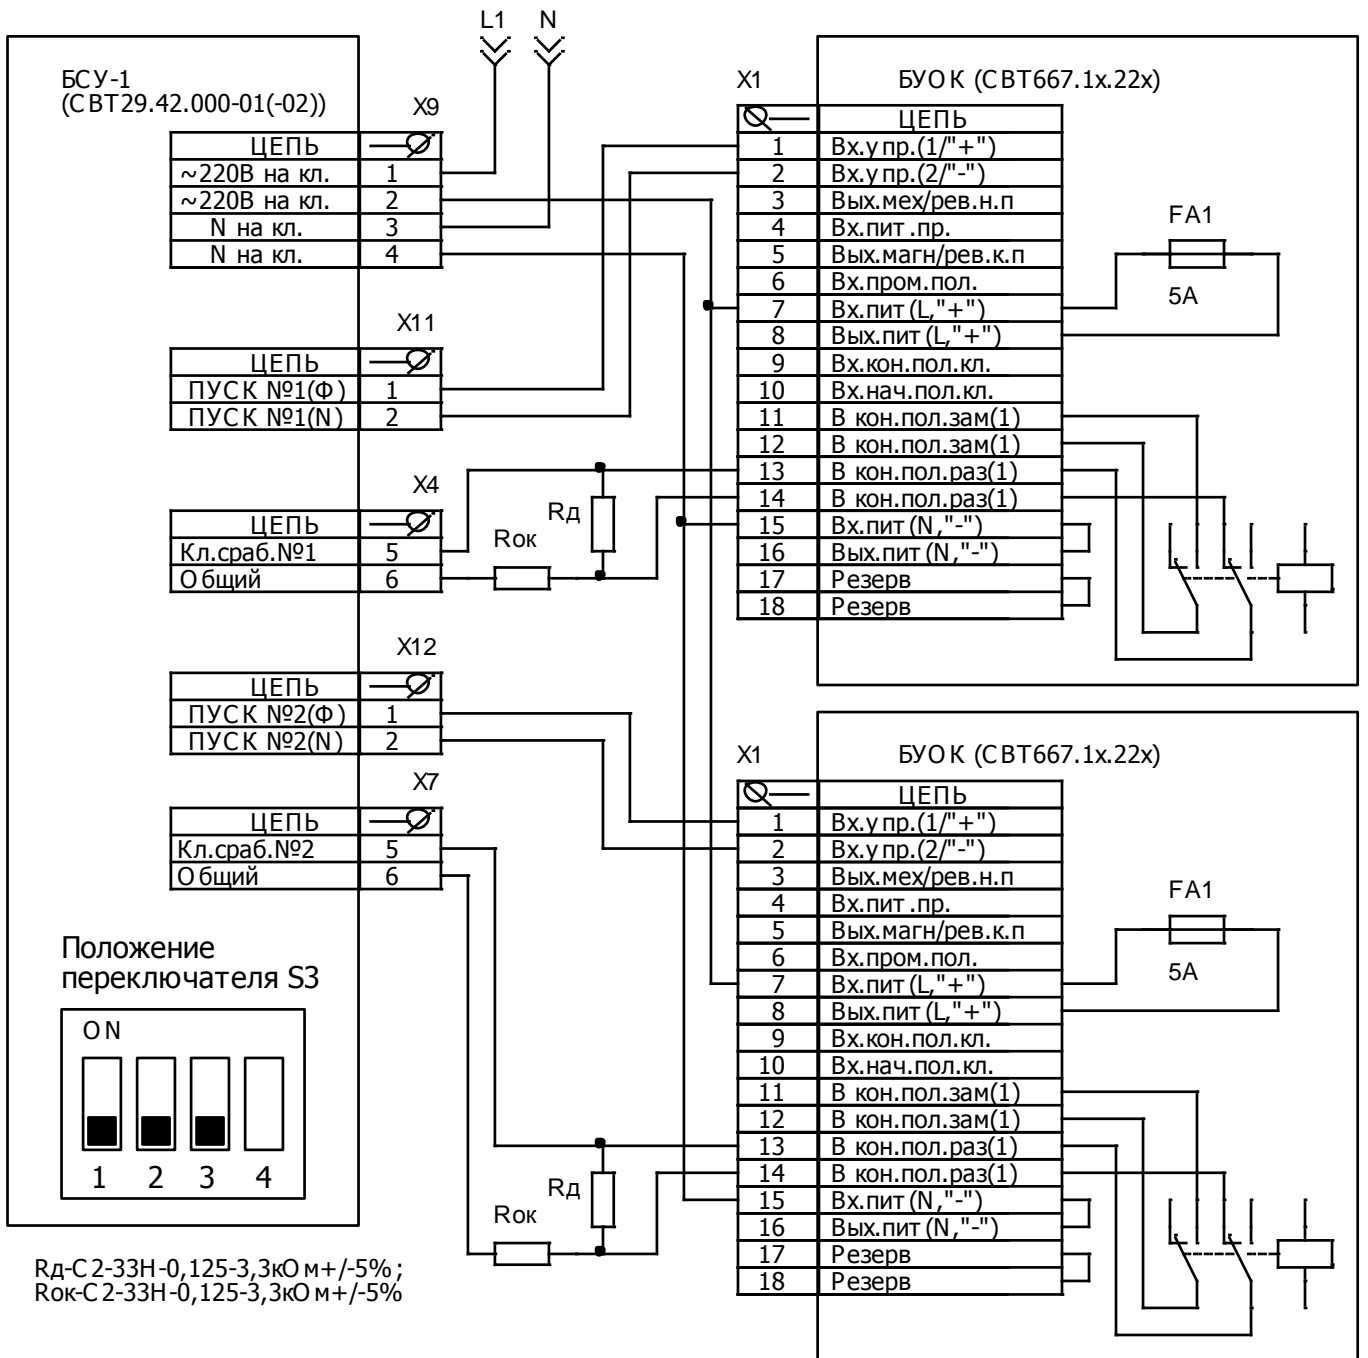 L1 N
БСУ-1
(СВТ29.42.000-01(-02))
X9
ЦЕПЬ
~220В на кл. 1
~220В на кл. 2
N на кл. 3
N на кл. 4
X11
ЦЕПЬ
ПУСК №1(Ф) 1
ПУСК №1(N) 2
X4
ЦЕПЬ
Кл.сраб.№1 5
Общий 6
Rок
Rд
X12
ЦЕПЬ
ПУСК №2(Ф) 1
ПУСК №2(N) 2
X7
ЦЕПЬ
Кл.сраб.№2 5
Общий 6
Rок
Rд
Положение
переключателя S3
ON
1 2 3 4
Rд-С2-33Н-0,125-3,3кОм+/-5%;
Rок-С2-33Н-0,125-3,3кОм+/-5%
X1
БУОК (СВТ667.1х.22х)
ЦЕПЬ
1 Вх.упр.(1/"+")
2 Вх.упр.(2/"-")
3 Вых.мех/рев.н.п
4 Вх.пит.пр.
5 Вых.магн/рев.к.п
6 Вх.пром.пол.
7 Вх.пит(L,"+")
8 Вых.пит(L,"+")
9 Вх.кон.пол.кл.
10 Вх.нач.пол.кл.
11 В кон.пол.зам(1)
12 В кон.пол.зам(1)
13 В кон.пол.раз(1)
14 В кон.пол.раз(1)
15 Вх.пит(N,"-")
16 Вых.пит(N,"-")
17 Резерв
18 Резерв
FA1
5А
X1
БУОК (СВТ667.1х.22х)
ЦЕПЬ
1 Вх.упр.(1/"+")
2 Вх.упр.(2/"-")
3 Вых.мех/рев.н.п
4 Вх.пит.пр.
5 Вых.магн/рев.к.п
6 Вх.пром.пол.
7 Вх.пит(L,"+")
8 Вых.пит(L,"+")
9 Вх.кон.пол.кл.
10 Вх.нач.пол.кл.
11 В кон.пол.зам(1)
12 В кон.пол.зам(1)
13 В кон.пол.раз(1)
14 В кон.пол.раз(1)
15 Вх.пит(N,"-")
16 Вых.пит(N,"-")
17 Резерв
18 Резерв
FA1
5А